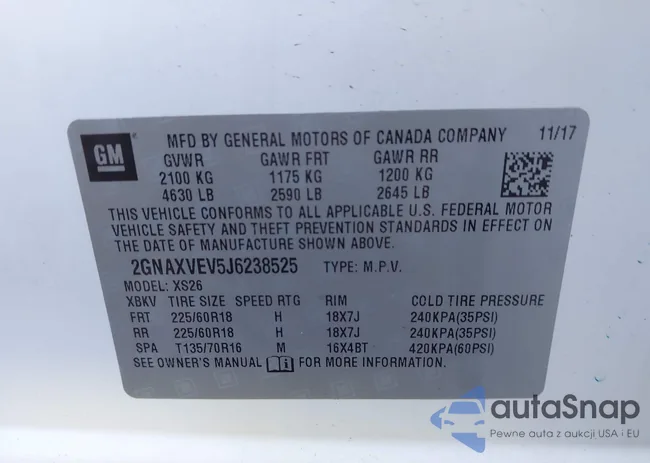 GM
MFD BY GENERAL MOTORS OF CANADA COMPANY 11/17
GVWR GAWR FRT GAWR RR
2100 KG 1175 KG 1200 KG
4630 LB 2590 LB 2645 LB
THIS VEHICLE CONFORMS TO ALL APPLICABLE U.S. FEDERAL MOTOR
VEHICLE SAFETY AND THEFT PREVENTION STANDARDS IN EFFECT ON
THE DATE OF MANUFACTURE SHOWN ABOVE.
2GNAXVEV5J6238525 TYPE: M.P.V.
MODEL: XS26
XBKV TIRE SIZE SPEED RTG RIM COLD TIRE PRESSURE
FRT 225/60R18 H 18X7J 240KPA(35PSI)
RR 225/60R18 H 18X7J 240KPA(35PSI)
SPA T135/70R16 M 16X4BT 420KPA(60PSI)
SEE OWNER'S MANUAL FOR MORE INFORMATION.
autaSnap
Pewne auta z aukcji USA i EU